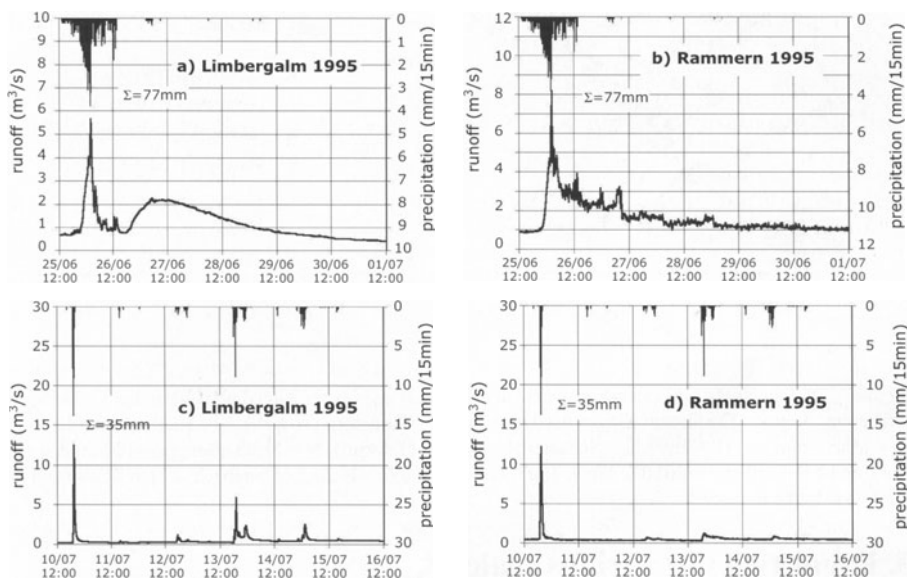 a) Limbergalm 1995
Σ=77mm
runoff (m³/s)
10
9
8
7
6
5
4
3
2
1
0
precipitation (mm/15min)
0
1
2
3
4
5
6
7
8
9
10
25/06 26/06 27/06 28/06 29/06 30/06 01/07
12:00 12:00 12:00 12:00 12:00 12:00 12:00
b) Rammern 1995
Σ=77mm
runoff (m³/s)
12
10
8
6
4
2
0
precipitation (mm/15min)
0
2
4
6
8
10
12
25/06 26/06 27/06 28/06 29/06 30/06 01/07
12:00 12:00 12:00 12:00 12:00 12:00 12:00
c) Limbergalm 1995
Σ=35mm
runoff (m³/s)
30
25
20
15
10
5
0
precipitation (mm/15min)
0
5
10
15
20
25
30
10/07 11/07 12/07 13/07 14/07 15/07 16/07
12:00 12:00 12:00 12:00 12:00 12:00 12:00
d) Rammern 1995
Σ=35mm
runoff (m³/s)
30
25
20
15
10
5
0
precipitation (mm/15min)
0
5
10
15
20
25
30
10/07 11/07 12/07 13/07 14/07 15/07 16/07
12:00 12:00 12:00 12:00 12:00 12:00 12:00